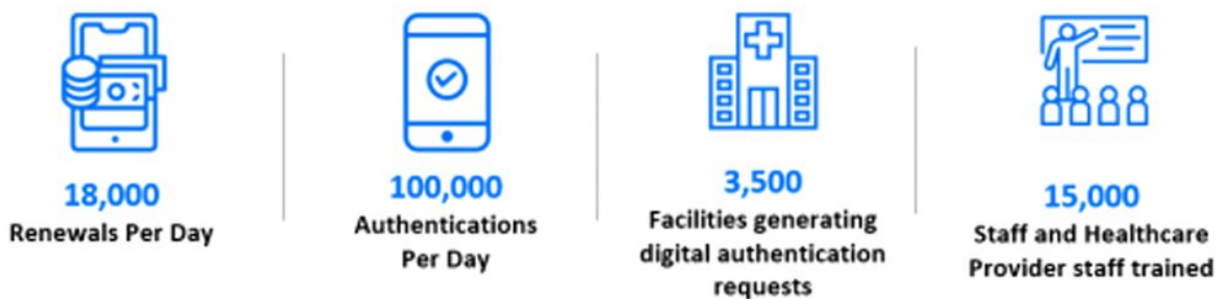 18,000
Renewals Per Day
100,000
Authentications
Per Day
3,500
Facilities generating
digital authentication
requests
15,000
Staff and Healthcare
Provider staff trained